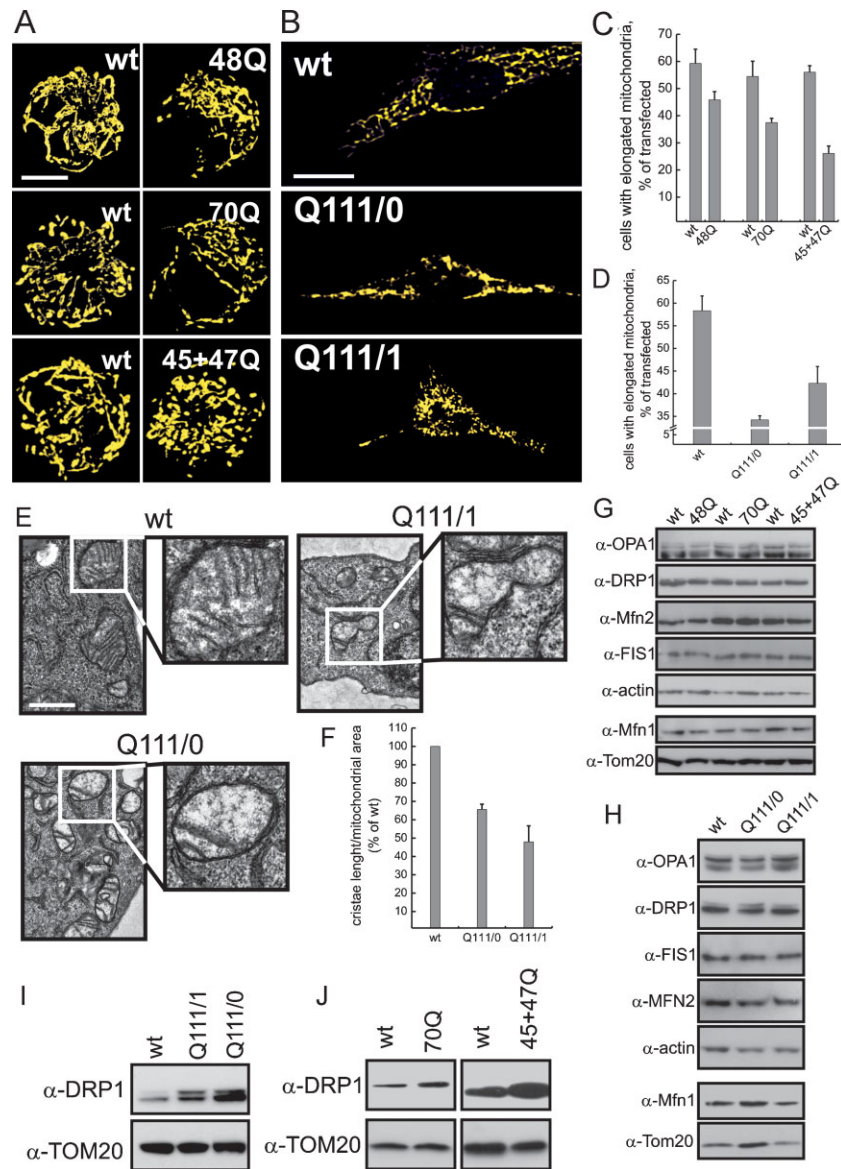 A
wt
48Q
wt
70Q
wt
45+47Q
B
wt
Q111/0
Q111/1
C
cells with elongated mitochondria,
% of transfected
70
60
50
40
30
20
10
wt
48Q
wt
70Q
wt
45+47Q
D
cells with elongated mitochondria,
% of transfected
65
60
55
50
45
40
35
5
wt
Q111/0
Q111/1
E
wt
Q111/1
Q111/0
F
cristae lenght/mitochondrial area
(% of wt)
110
100
90
80
70
60
50
40
30
20
10
wt
Q111/0
Q111/1
G
wt
48Q
wt
70Q
wt
45+47Q
α-OPA1
α-DRP1
α-Mfn2
α-FIS1
α-actin
α-Mfn1
α-Tom20
H
wt
Q111/0
Q111/1
α-OPA1
α-DRP1
α-FIS1
α-MFN2
α-actin
α-Mfn1
α-Tom20
I
wt
Q111/1
Q111/0
α-DRP1
α-TOM20
J
wt
70Q
wt
45+47Q
α-DRP1
α-TOM20